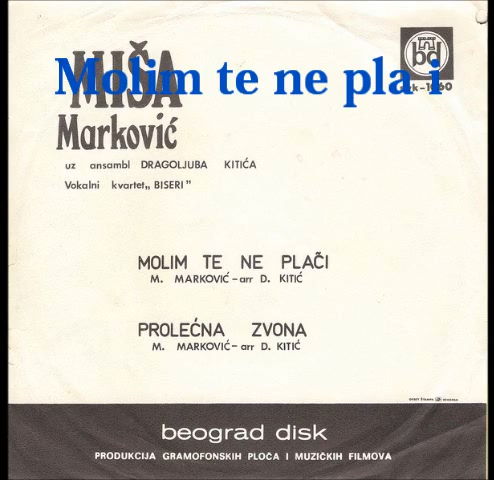 bd
Molim te ne pla i
MIŠA
Marković
uz ansambl DRAGOLJUBA KITIĆA
Vokalni kvartet„ BISERI”
MOLIM TE NE PLAČI
M. MARKOVIĆ – arr D. KITIĆ
PROLEĆNA ZVONA
M. MARKOVIĆ – arr D. KITIĆ
beograd disk
PRODUKCIJA GRAMOFONSKIH PLOČA I MUZIČKIH FILMOVA